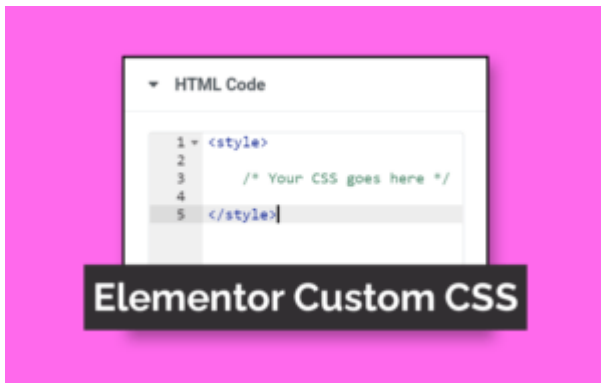 HTML Code
1 <style>
2
3 /* Your CSS goes here */
4
5 </style>
Elementor Custom CSS